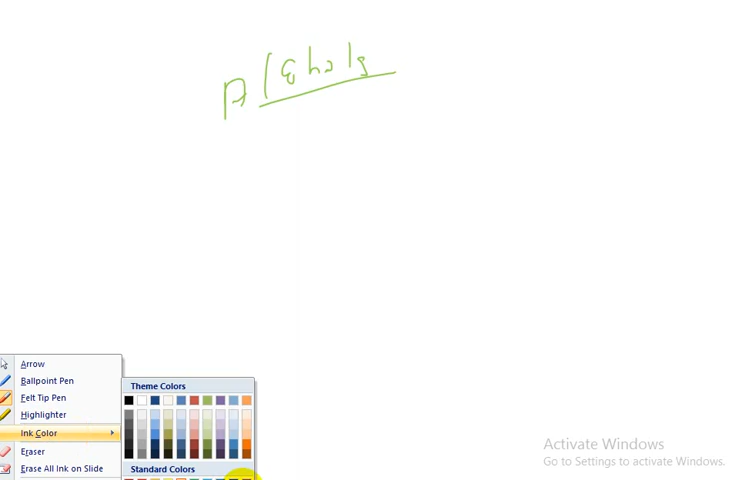 Alcohols
Arrow
Ballpoint Pen
Felt Tip Pen
Highlighter
Ink Color
Eraser
Erase All Ink on Slide
Theme Colors
Standard Colors
Activate Windows
Go to Settings to activate Windows.